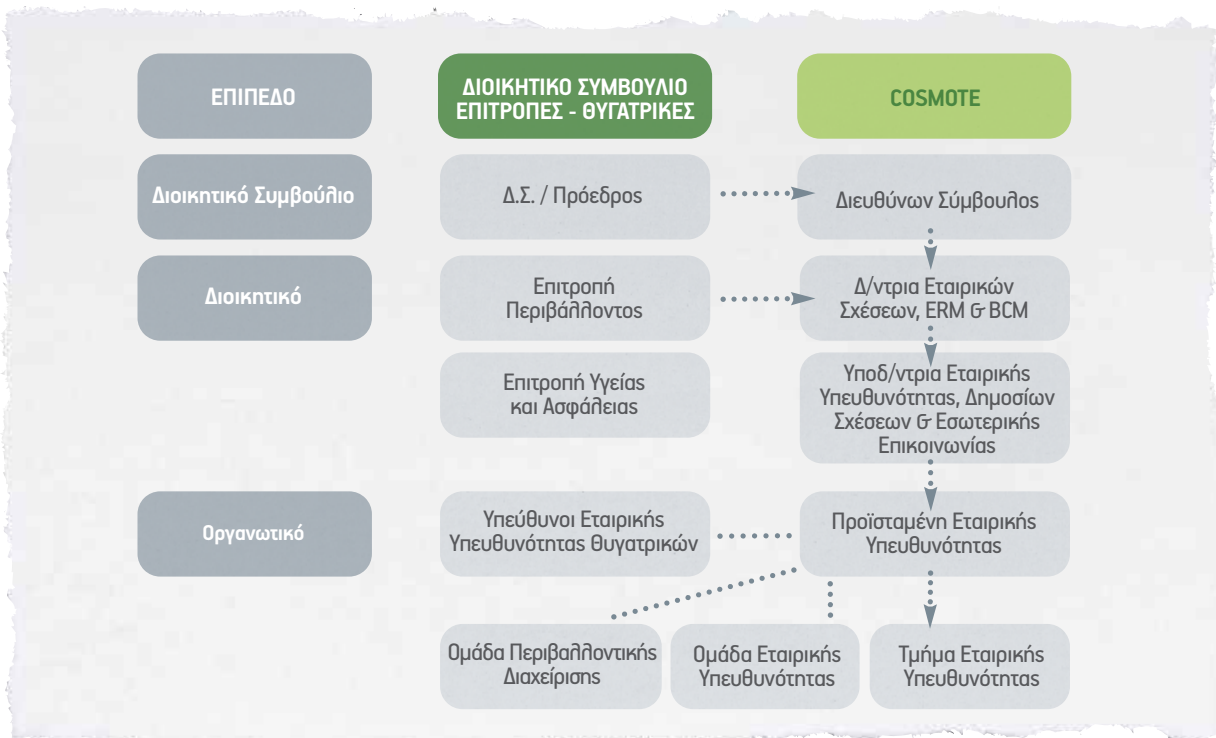 ΕΠΙΠΕΔΟ
ΔΙΟΙΚΗΤΙΚΟ ΣΥΜΒΟΥΛΙΟ
ΕΠΙΤΡΟΠΕΣ - ΘΥΓΑΤΡΙΚΕΣ
COSMOTE
Διοικητικό Συμβούλιο
Δ.Σ. / Πρόεδρος
Διευθύνων Σύμβουλος
Διοικητικό
Επιτροπή
Περιβάλλοντος
Δ/ντρια Εταιρικών
Σχέσεων, ERM & BCM
Επιτροπή Υγείας
και Ασφάλειας
Υποδ/ντρια Εταιρικής
Υπευθυνότητας, Δημοσίων
Σχέσεων & Εσωτερικής
Επικοινωνίας
Οργανωτικό
Υπεύθυνοι Εταιρικής
Υπευθυνότητας Θυγατρικών
Προϊσταμένη Εταιρικής
Υπευθυνότητας
Ομάδα Περιβαλλοντικής
Διαχείρισης
Ομάδα Εταιρικής
Υπευθυνότητας
Τμήμα Εταιρικής
Υπευθυνότητας